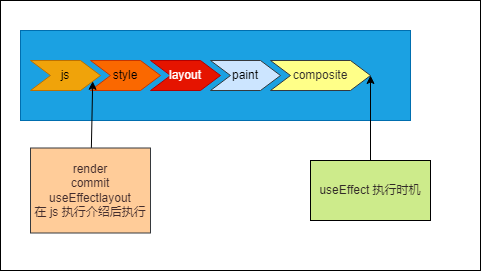 js
style
layout
paint
composite
render
commit
useEffectlayout
在 js 执行介绍后执行
useEffect 执行时机